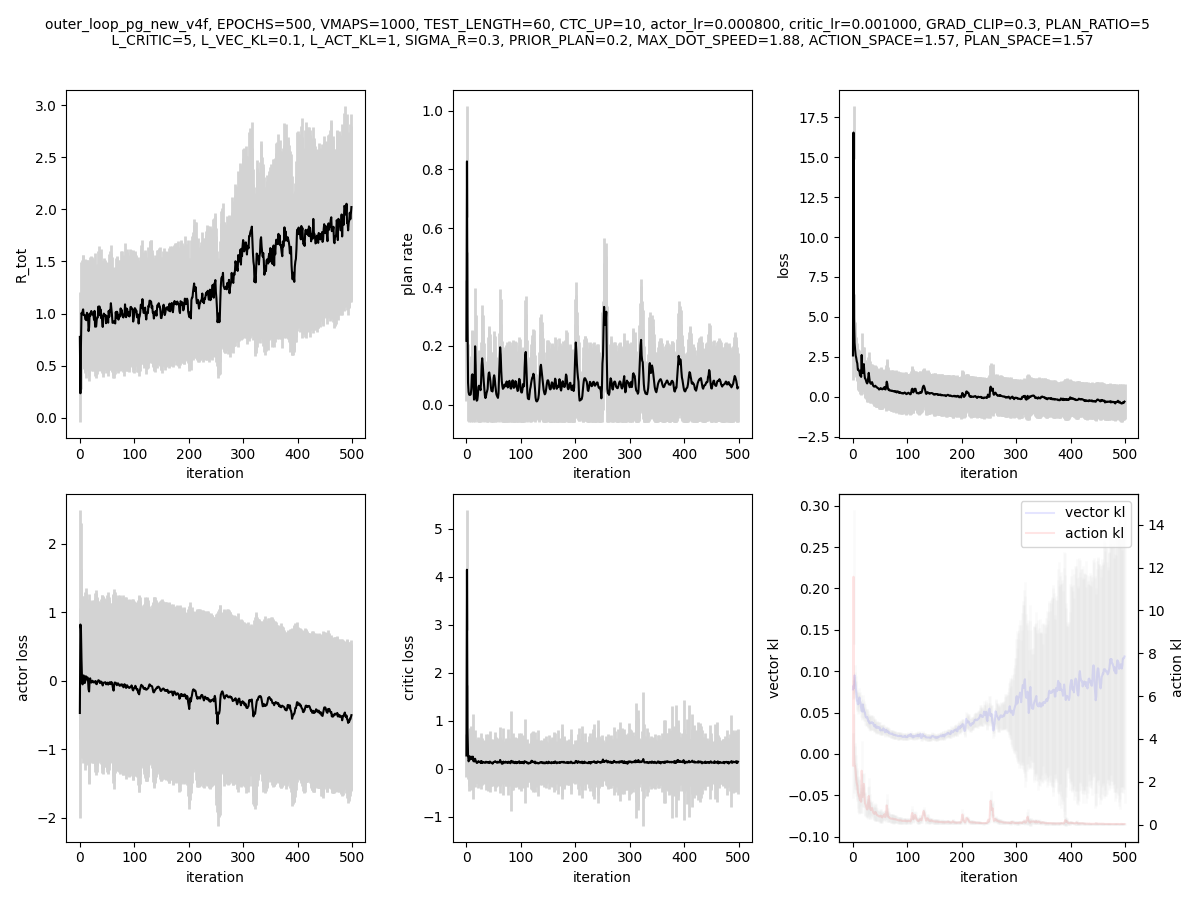 outer_loop_pg_new_v4f, EPOCHS=500, VMAPS=1000, TEST_LENGTH=60, CTC_UP=10, actor_lr=0.000800, critic_lr=0.001000, GRAD_CLIP=0.3, PLAN_RATIO=5
L_CRITIC=5, L_VEC_KL=0.1, L_ACT_KL=1, SIGMA_R=0.3, PRIOR_PLAN=0.2, MAX_DOT_SPEED=1.88, ACTION_SPACE=1.57, PLAN_SPACE=1.57
R_tot
3.0
2.5
2.0
1.5
1.0
0.5
0.0
0 100 200 300 400 500
iteration
plan rate
1.0
0.8
0.6
0.4
0.2
0.0
0 100 200 300 400 500
iteration
loss
17.5
15.0
12.5
10.0
7.5
5.0
2.5
0.0
−2.5
0 100 200 300 400 500
iteration
actor loss
2
1
0
−1
−2
0 100 200 300 400 500
iteration
critic loss
5
4
3
2
1
0
−1
0 100 200 300 400 500
iteration
vector kl
0.30
0.25
0.20
0.15
0.10
0.05
0.00
−0.05
−0.10
vector kl
action kl
14
12
10
8
6
4
2
0
action kl
0 100 200 300 400 500
iteration